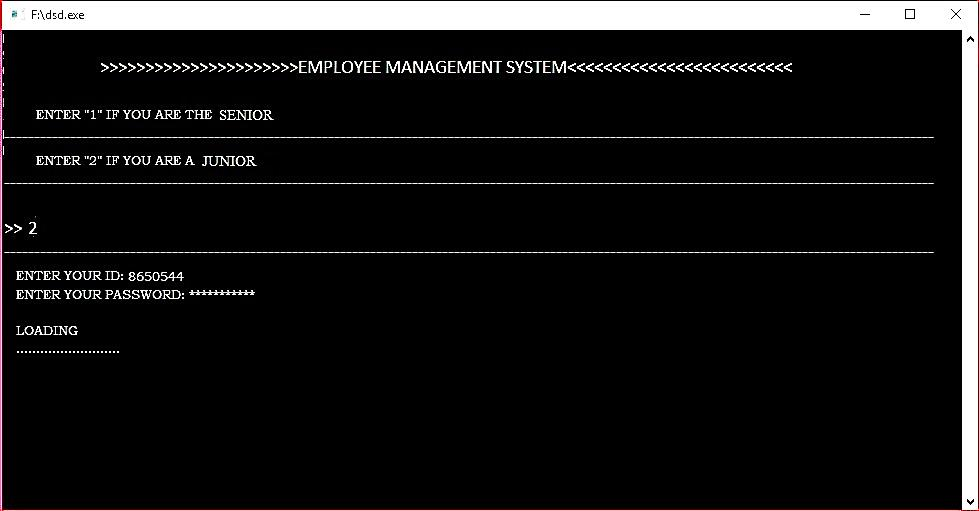 F:\dsd.exe
>>>>>>>>>>>>>>>>>>>>>>EMPLOYEE MANAGEMENT SYSTEM<<<<<<<<<<<<<<<<<<<<<<<<<
ENTER "1" IF YOU ARE THE SENIOR
ENTER "2" IF YOU ARE A JUNIOR
>> 2
ENTER YOUR ID: 8650544
ENTER YOUR PASSWORD: ***********
LOADING
..........................